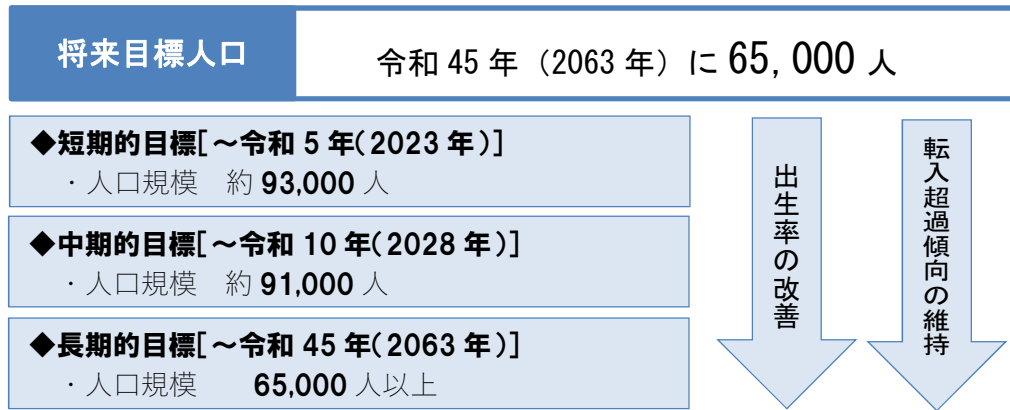 将来目標人口
令和 45 年（2063 年）に 65,000 人
◆短期的目標[～令和 5 年(2023 年)]
・人口規模　約 93,000 人
◆中期的目標[～令和 10 年(2028 年)]
・人口規模　約 91,000 人
◆長期的目標[～令和 45 年(2063 年)]
・人口規模　　65,000 人以上
出生率の改善
転入超過傾向の維持